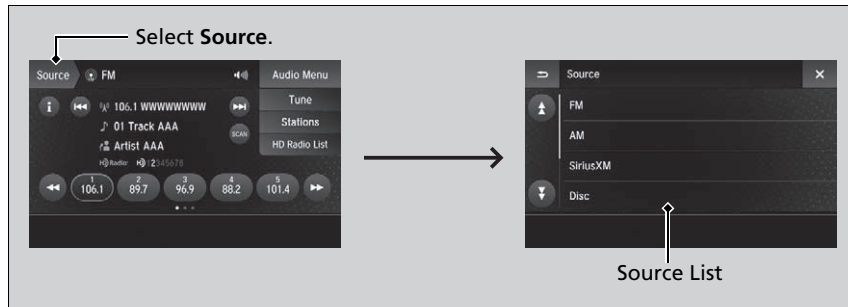 Select Source.
Source FM Audio Menu
i 106.1 WWWWWWWW Tune
01 Track AAA SCAN Stations
Artist AAA HD Radio List
HD Radio HD 12345678
1 2 3 4 5
106.1 89.7 96.9 88.2 101.4
Source ×
FM
AM
SiriusXM
Disc
Source List